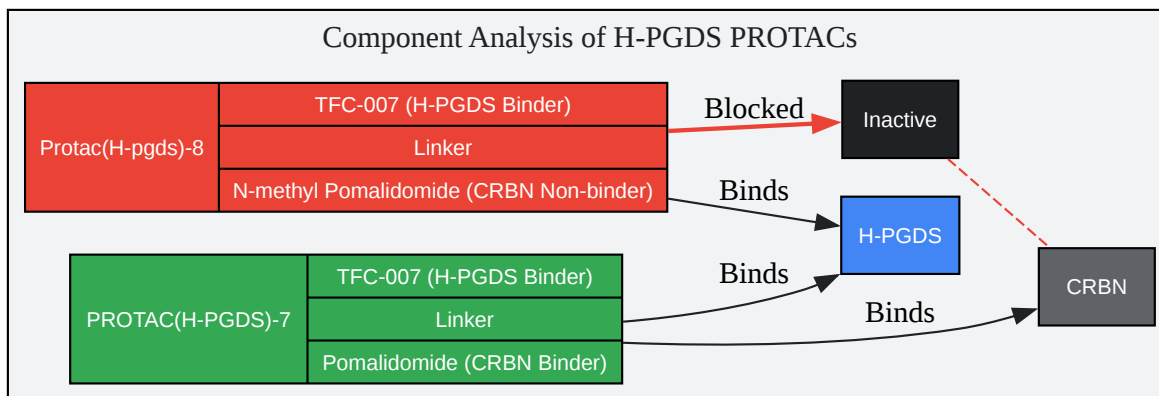 Component Analysis of H-PGDS PROTACs
Protac(H-pgds)-8
TFC-007 (H-PGDS Binder)
Linker
N-methyl Pomalidomide (CRBN Non-binder)
Blocked
Inactive
Binds
H-PGDS
PROTAC(H-PGDS)-7
TFC-007 (H-PGDS Binder)
Linker
Pomalidomide (CRBN Binder)
Binds
Binds
CRBN